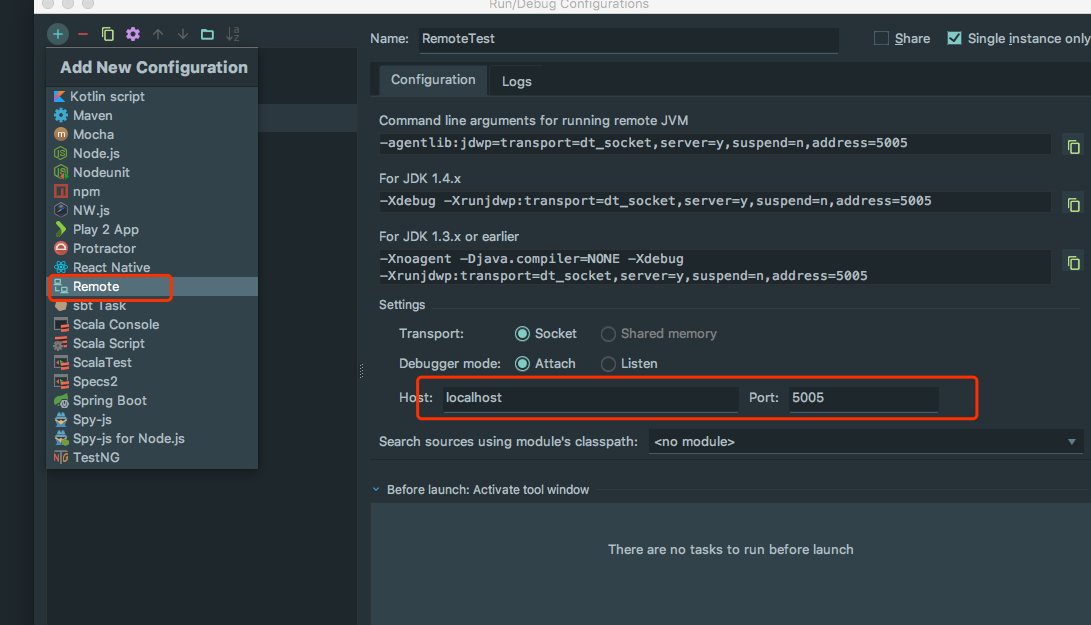 Run/Debug Configurations
Add New Configuration
Kotlin script
Maven
Mocha
Node.js
Nodeunit
npm
NW.js
Play 2 App
Protractor
React Native
Remote
sbt Task
Scala Console
Scala Script
ScalaTest
Specs2
Spring Boot
Spy-js
Spy-js for Node.js
TestNG
Name: RemoteTest
Share
Single instance only
Configuration
Logs
Command line arguments for running remote JVM
-agentlib:jdwp=transport=dt_socket,server=y,suspend=n,address=5005
For JDK 1.4.x
-Xdebug -Xrunjdwp:transport=dt_socket,server=y,suspend=n,address=5005
For JDK 1.3.x or earlier
-Xnoagent -Djava.compiler=NONE -Xdebug
-Xrunjdwp:transport=dt_socket,server=y,suspend=n,address=5005
Settings
Transport: Socket Shared memory
Debugger mode: Attach Listen
Host: localhost Port: 5005
Search sources using module's classpath: <no module>
Before launch: Activate tool window
There are no tasks to run before launch